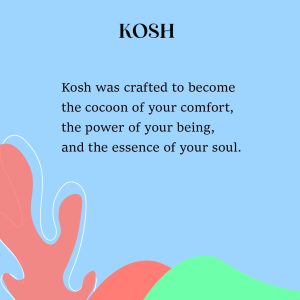 KOSH
Kosh was crafted to become
the cocoon of your comfort,
the power of your being,
and the essence of your soul.